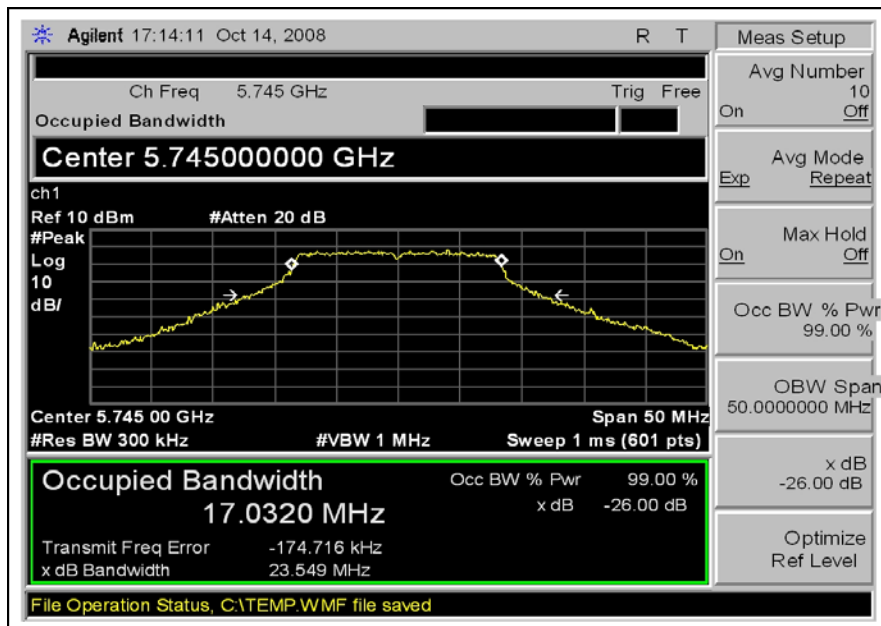 Agilent 17:14:11 Oct 14, 2008 R T
Ch Freq 5.745 GHz Trig Free
Occupied Bandwidth
Center 5.745000000 GHz
ch1
Ref 10 dBm #Atten 20 dB
#Peak
Log
10
dB/
Center 5.745 00 GHz Span 50 MHz
#Res BW 300 kHz #VBW 1 MHz Sweep 1 ms (601 pts)
Occupied Bandwidth Occ BW % Pwr 99.00 %
17.0320 MHz x dB -26.00 dB
Transmit Freq Error -174.716 kHz
x dB Bandwidth 23.549 MHz
File Operation Status, C:\TEMP.WMF file saved
Meas Setup
Avg Number
10
On Off
Avg Mode
Exp Repeat
Max Hold
On Off
Occ BW % Pwr
99.00 %
OBW Span
50.0000000 MHz
x dB
-26.00 dB
Optimize
Ref Level